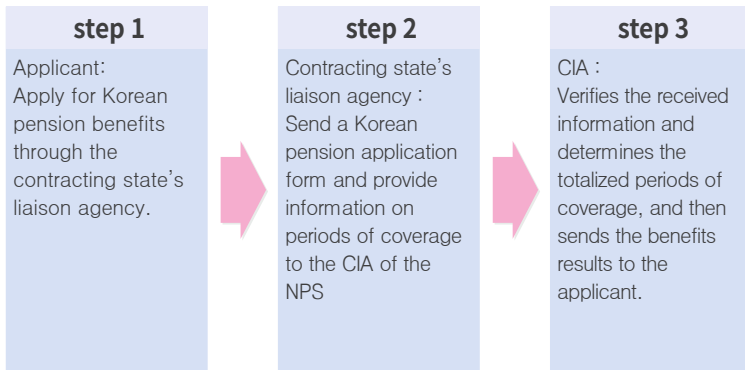 step 1
Applicant:
Apply for Korean
pension benefits
through the
contracting state's
liaison agency.
step 2
Contracting state's
liaison agency :
Send a Korean
pension application
form and provide
information on
periods of coverage
to the CIA of the
NPS
step 3
CIA :
Verifies the received
information and
determines the
totalized periods of
coverage, and then
sends the benefits
results to the
applicant.